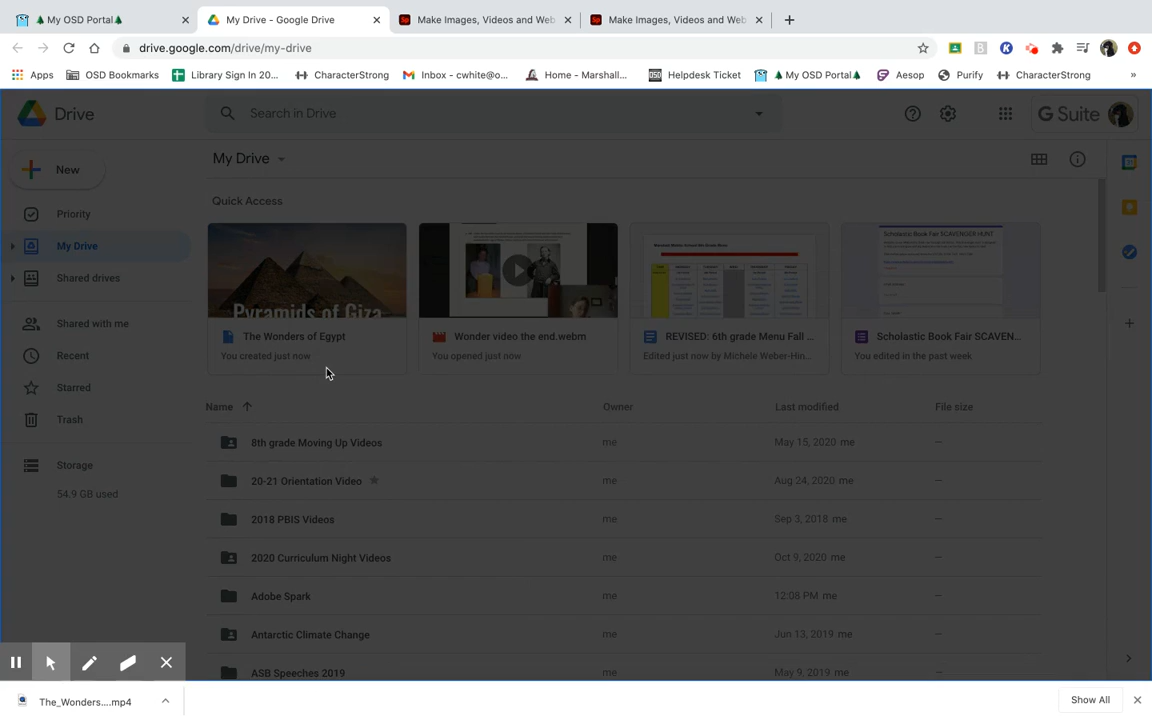 🌲My OSD Portal🌲
My Drive - Google Drive
Make Images, Videos and Web
Make Images, Videos and Web
drive.google.com/drive/my-drive
Apps
OSD Bookmarks
Library Sign In 20...
CharacterStrong
Inbox - cwhite@o...
Home - Marshall...
Helpdesk Ticket
🌲My OSD Portal🌲
Aesop
Purify
CharacterStrong
»
Drive
Search in Drive
G Suite
New
My Drive
Priority
My Drive
Shared drives
Shared with me
Recent
Starred
Trash
Storage
54.9 GB used
Quick Access
Pyramids of Giza
Scholastic Book Fair SCAVENGER HUNT
The Wonders of Egypt
You created just now
Wonder video the end.webm
You opened just now
REVISED: 6th grade Menu Fall ...
Edited just now by Michele Weber-Hin...
Scholastic Book Fair SCAVEN...
You edited in the past week
Name Owner Last modified File size
8th grade Moving Up Videos me May 15, 2020 me –
20-21 Orientation Video me Aug 24, 2020 me –
2018 PBIS Videos me Sep 3, 2018 me –
2020 Curriculum Night Videos me Oct 9, 2020 me –
Adobe Spark me 12:08 PM me –
Antarctic Climate Change me Jun 13, 2019 me –
ASB Speeches 2019 me May 9, 2019 me –
The_Wonders....mp4
Show All